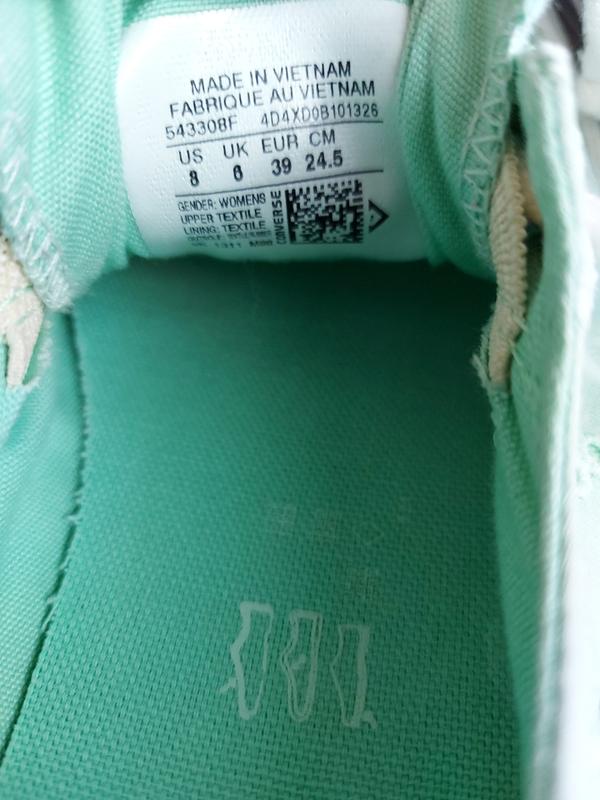 MADE IN VIETNAM
FABRIQUE AU VIETNAM
543308F 4D4XD0B101326
US UK EUR CM
8 6 39 24.5
GENDER: WOMENS
UPPER TEXTILE
LINING: TEXTILE
CONVERSE